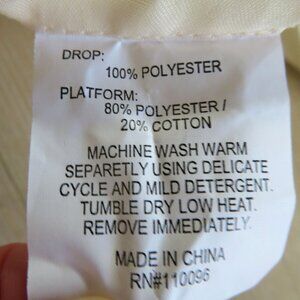 DROP:
100% POLYESTER
PLATFORM:
80% POLYESTER /
20% COTTON
MACHINE WASH WARM
SEPARETLY USING DELICATE
CYCLE AND MILD DETERGENT.
TUMBLE DRY LOW HEAT.
REMOVE IMMEDIATELY.
MADE IN CHINA
RN#110096